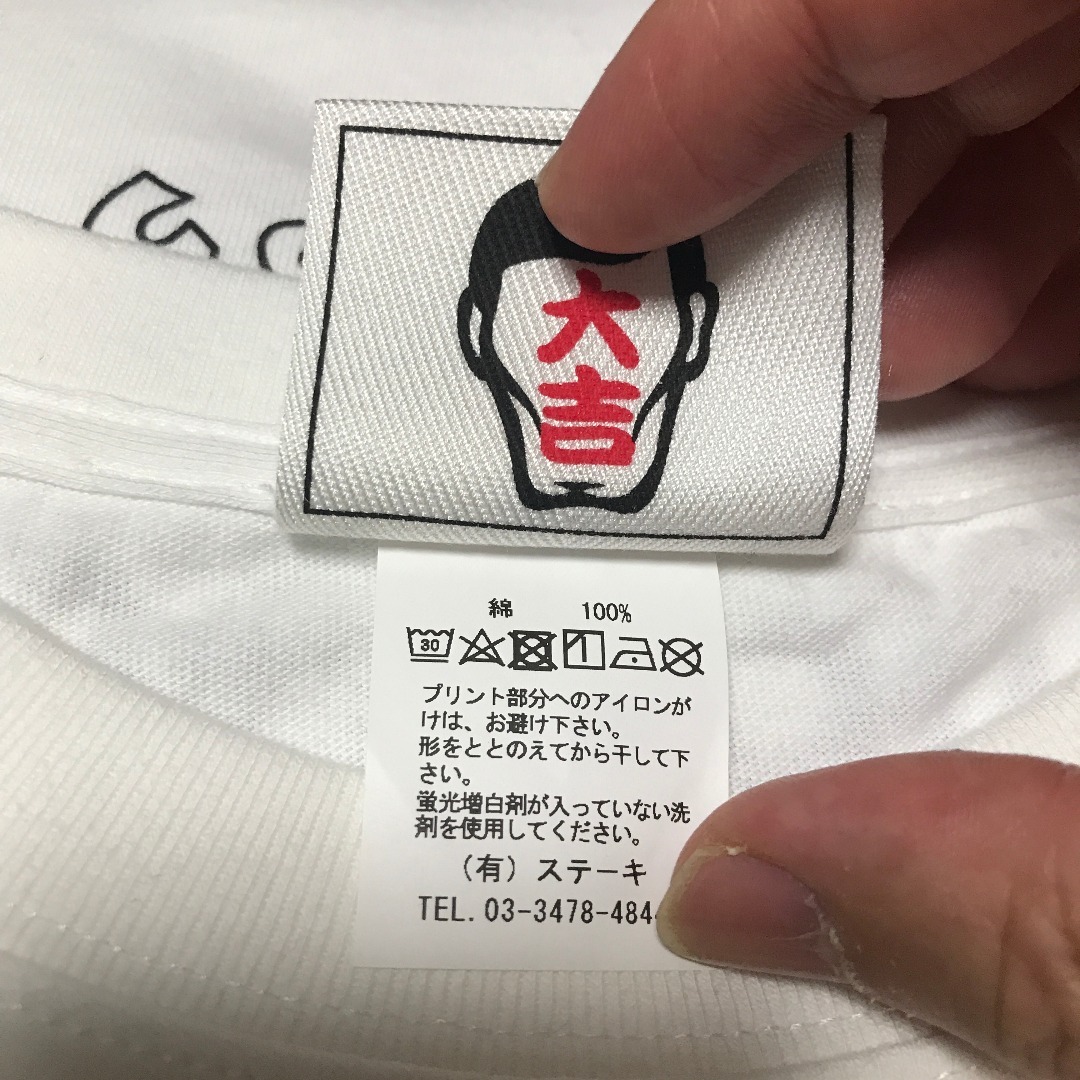 大
吉
綿 100%
30
プリント部分へのアイロンが
けは、お避け下さい。
形をととのえてから干して下
さい。
蛍光増白剤が入っていない洗
剤を使用してください。
(有)ステーキ
TEL. 03-3478-484